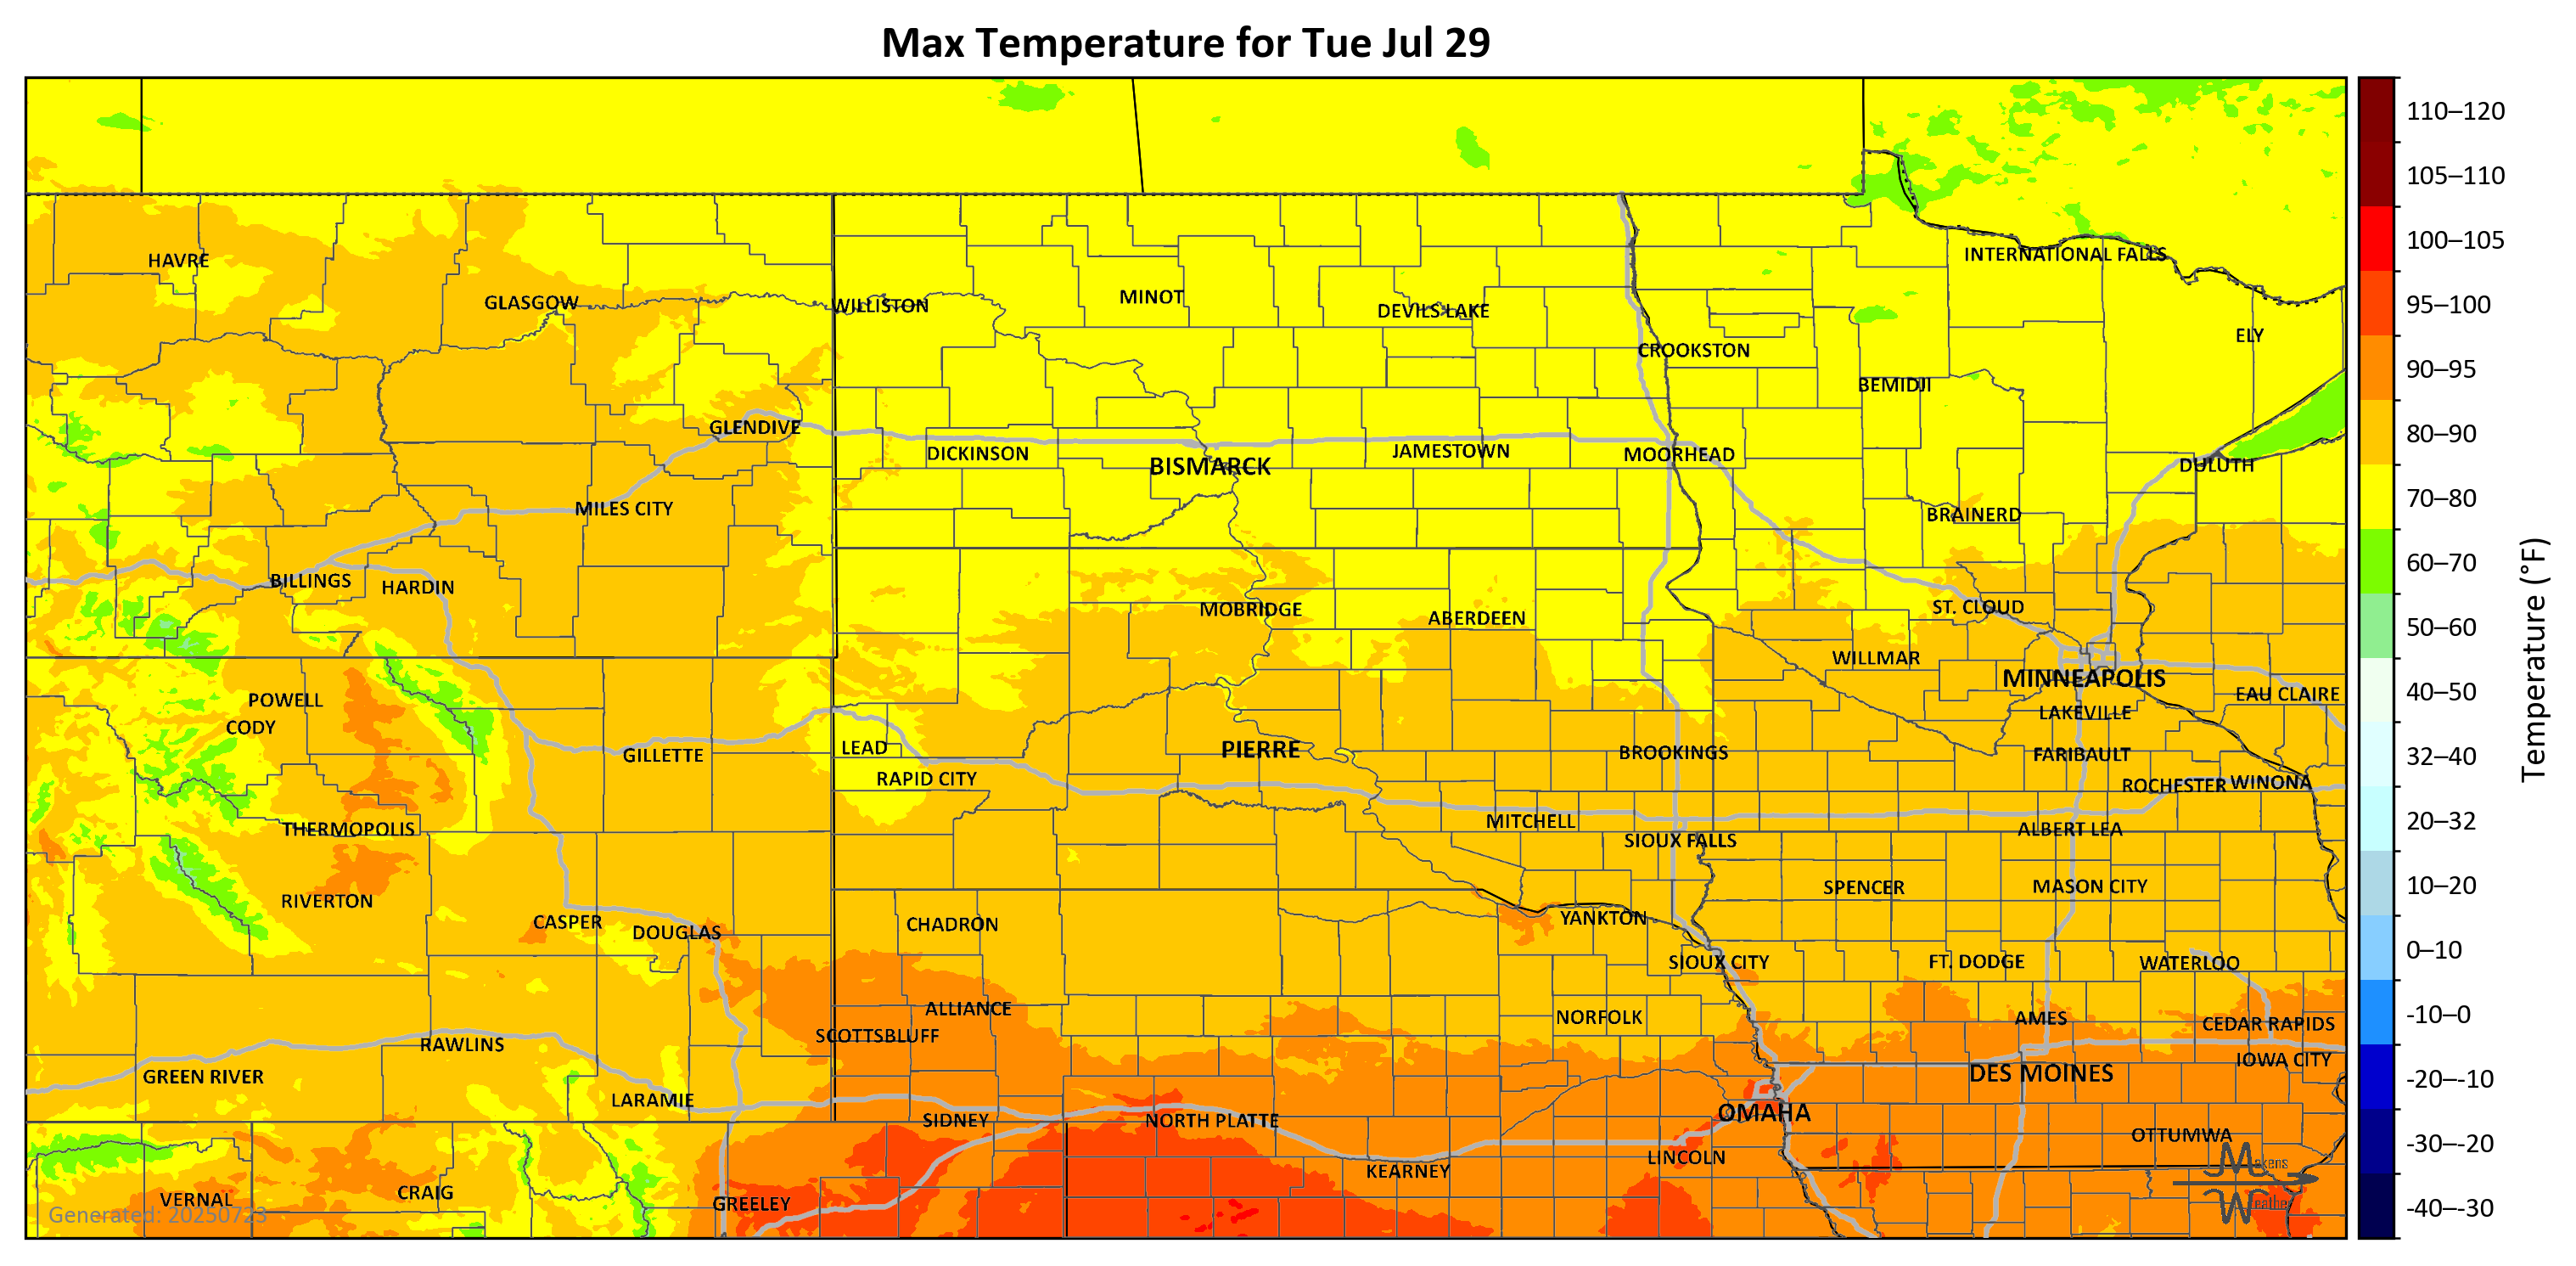 Max Temperature for Tue Jul 29
110–120
105–110
100–105
95–100
90–95
80–90
70–80
60–70
50–60
40–50
32–40
20–32
10–20
0–10
-10–0
-20–-10
-30–-20
-40–-30
Temperature (°F)
INTERNATIONAL FALLS
HAVRE
GLASGOW
WILLISTON
MINOT
DEVILS LAKE
ELY
CROOKSTON
BEMIDJI
GLENDIVE
DICKINSON
BISMARCK
JAMESTOWN
MOORHEAD
DULUTH
MILES CITY
BRAINERD
BILLINGS
HARDIN
MOBRIDGE
ABERDEEN
ST. CLOUD
WILLMAR
MINNEAPOLIS
EAU CLAIRE
POWELL
CODY
LAKEVILLE
GILLETTE
LEAD
PIERRE
BROOKINGS
FARIBAULT
RAPID CITY
ROCHESTER
WINONA
THERMOPOLIS
MITCHELL
SIOUX FALLS
ALBERT LEA
RIVERTON
SPENCER
MASON CITY
CASPER
DOUGLAS
CHADRON
YANKTON
SIOUX CITY
FT. DODGE
WATERLOO
ALLIANCE
NORFOLK
AMES
CEDAR RAPIDS
SCOTTSBLUFF
RAWLINS
IOWA CITY
GREEN RIVER
DES MOINES
LARAMIE
SIDNEY
NORTH PLATTE
OMAHA
OTTUMWA
LINCOLN
KEARNEY
VERNAL
CRAIG
GREELEY
Makens
Weather
Generated: 20250723